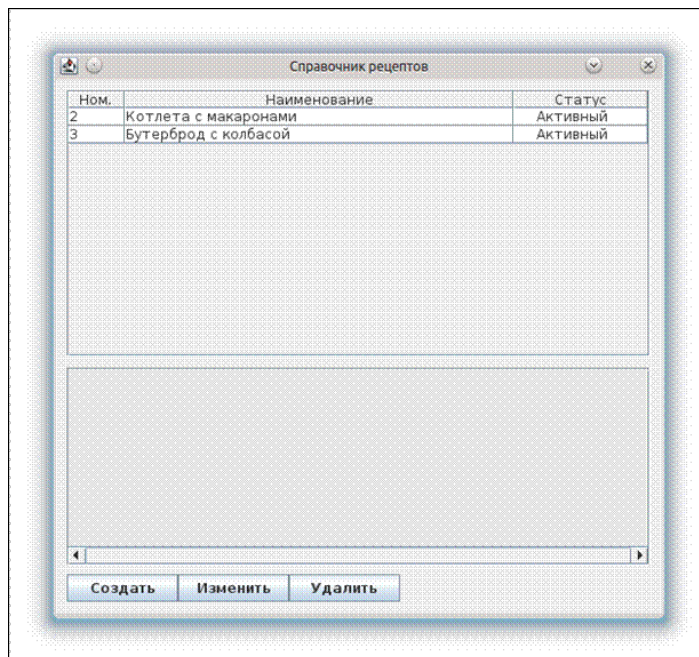 Справочник рецептов
Ном. Наименование Статус
2 Котлета с макаронами Активный
3 Бутерброд с колбасой Активный
Создать Изменить Удалить